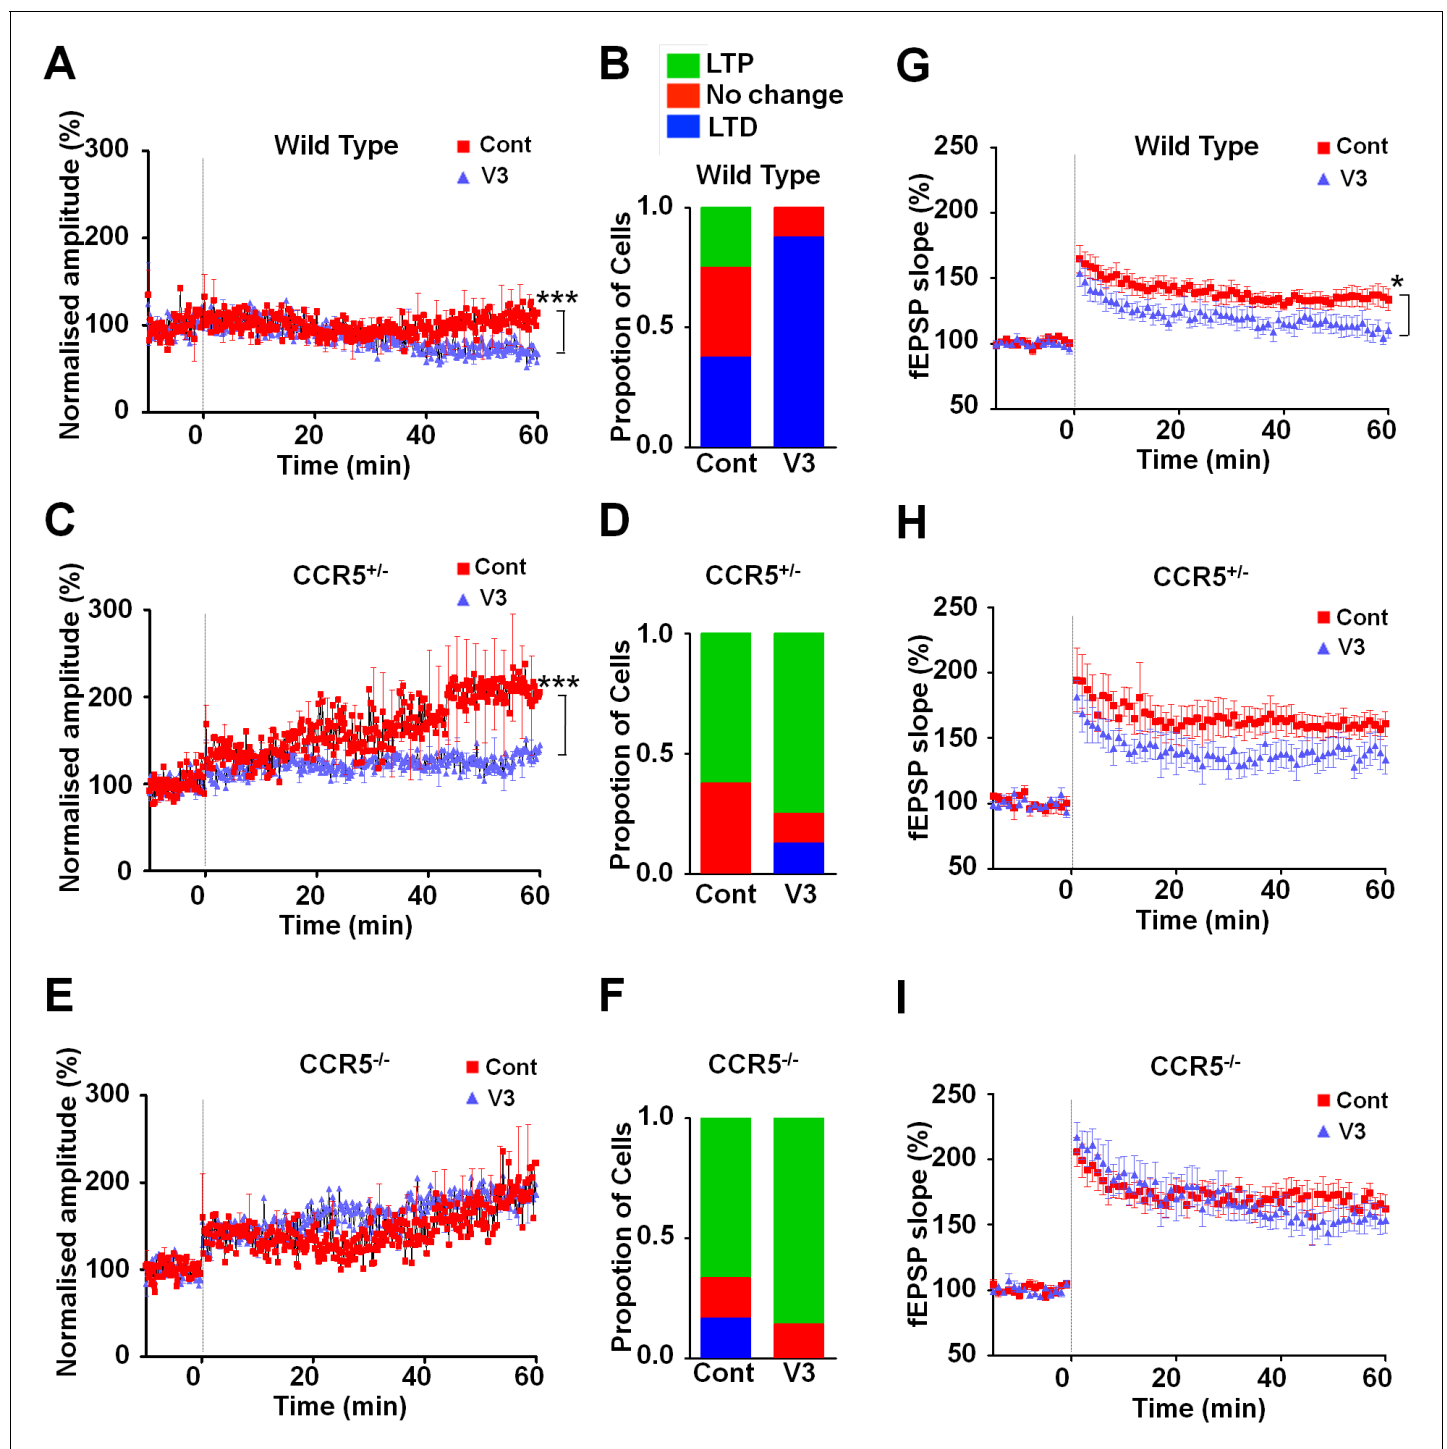 A
Wild Type
Cont
V3
Normalised amplitude (%)
300
200
100
0
***
0 20 40 60
Time (min)
B
LTP
No change
LTD
Wild Type
Propotion of Cells
1.0
0.5
0.0
Cont V3
G
Wild Type
Cont
V3
fEPSP slope (%)
250
200
150
100
50
*
0 20 40 60
Time (min)
C
CCR5+/-
Cont
V3
Normalised amplitude (%)
300
200
100
0
***
0 20 40 60
Time (min)
D
CCR5+/-
Propotion of Cells
1.0
0.5
0.0
Cont V3
H
CCR5+/-
Cont
V3
fEPSP slope (%)
250
200
150
100
50
0 20 40 60
Time (min)
E
CCR5-/-
Cont
V3
Normalised amplitude (%)
300
200
100
0
0 20 40 60
Time (min)
F
CCR5-/-
Propotion of Cells
1.0
0.5
0.0
Cont V3
I
CCR5-/-
Cont
V3
fEPSP slope (%)
250
200
150
100
50
0 20 40 60
Time (min)